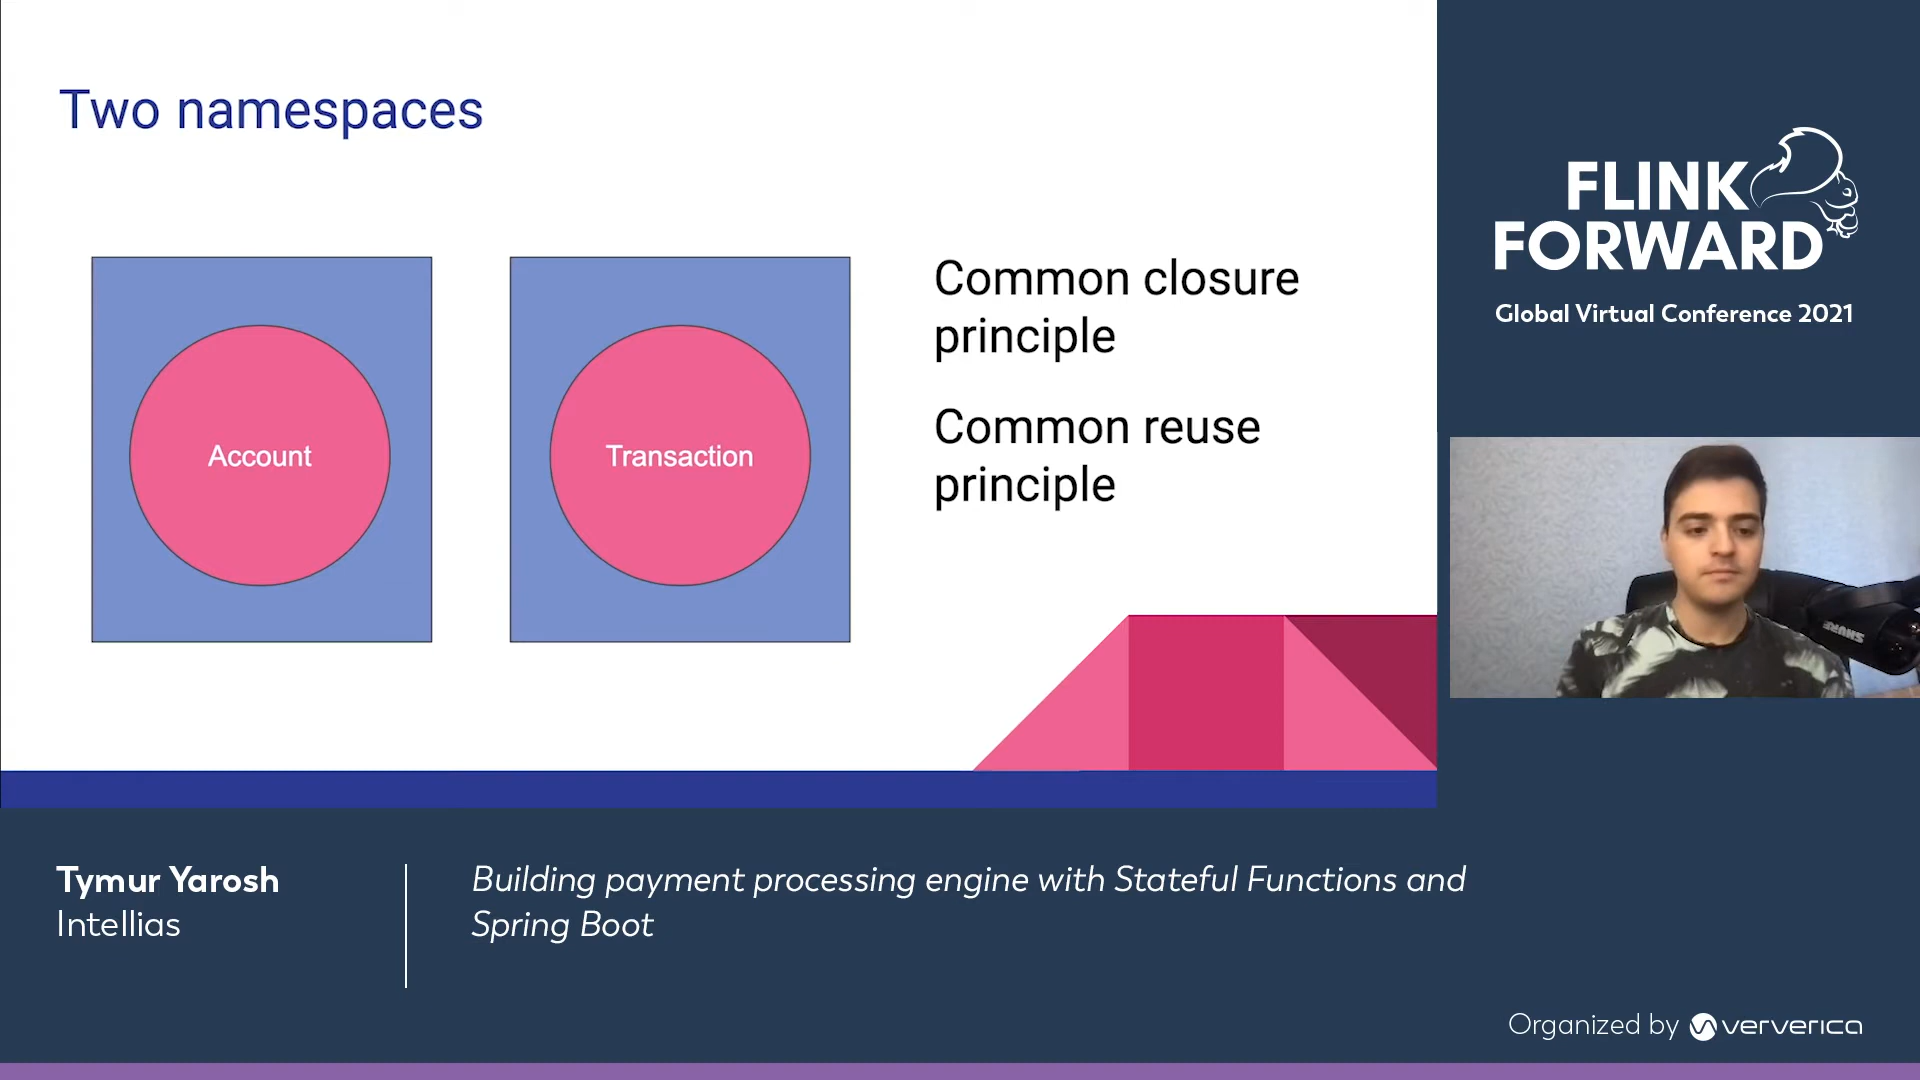 Two namespaces
Account
Transaction
Common closure
principle
Common reuse
principle
FLINK
FORWARD
Global Virtual Conference 2021
SHURE
Tymur Yarosh
Intellias
Building payment processing engine with Stateful Functions and
Spring Boot
Organized by ververica